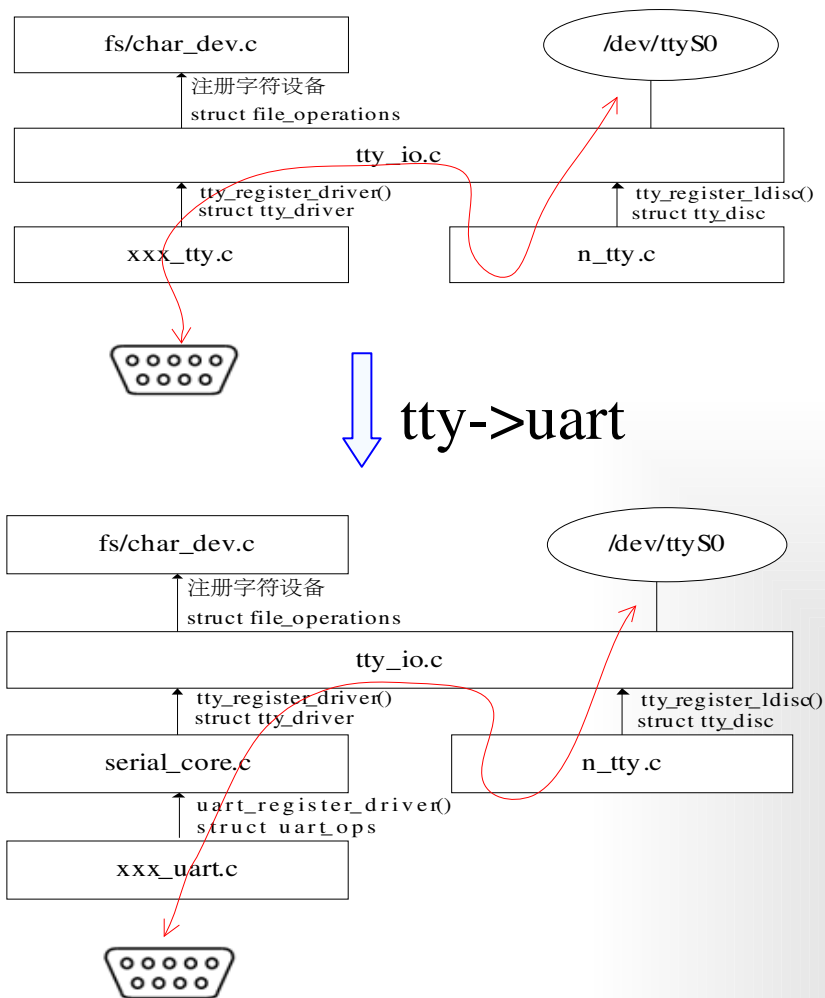 fs/char_dev.c
/dev/ttyS0
注册字符设备
struct file_operations
tty_io.c
tty_register_driver()
struct tty_driver
tty_register_ldisc()
struct tty_disc
xxx_tty.c
n_tty.c
tty->uart
fs/char_dev.c
/dev/ttyS0
注册字符设备
struct file_operations
tty_io.c
tty_register_driver()
struct tty_driver
tty_register_ldisc()
struct tty_disc
serial_core.c
n_tty.c
uart_register_driver()
struct uart_ops
xxx_uart.c